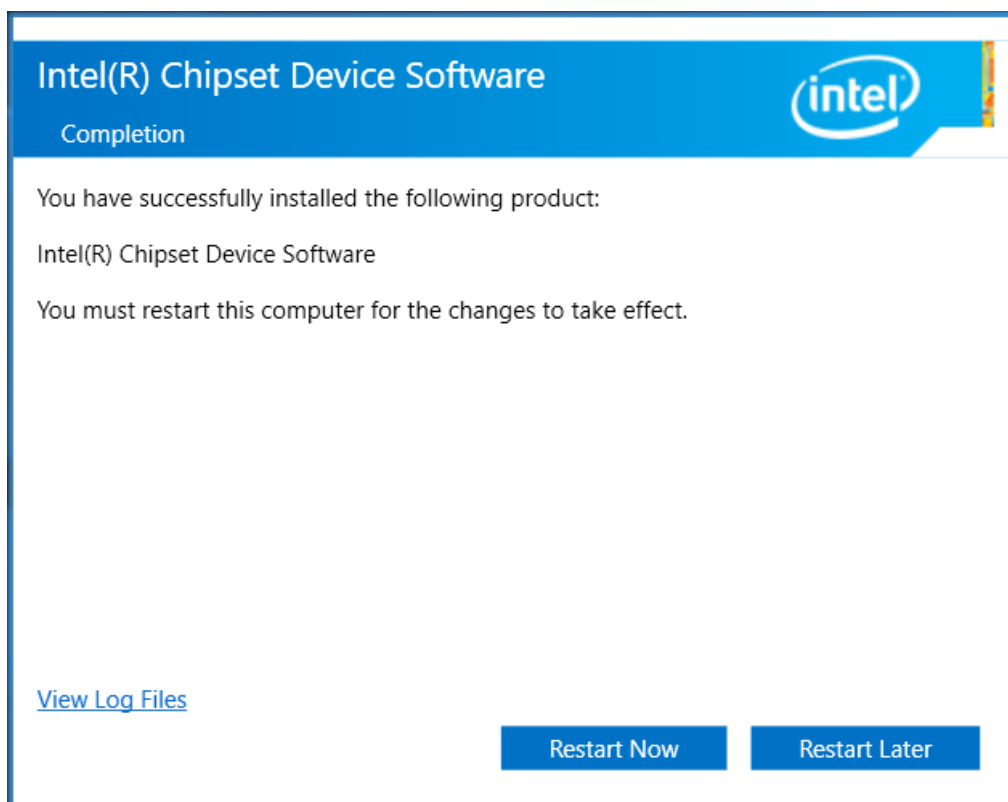 Intel(R) Chipset Device Software
intel
Completion
You have successfully installed the following product:
Intel(R) Chipset Device Software
You must restart this computer for the changes to take effect.
View Log Files
Restart Now
Restart Later